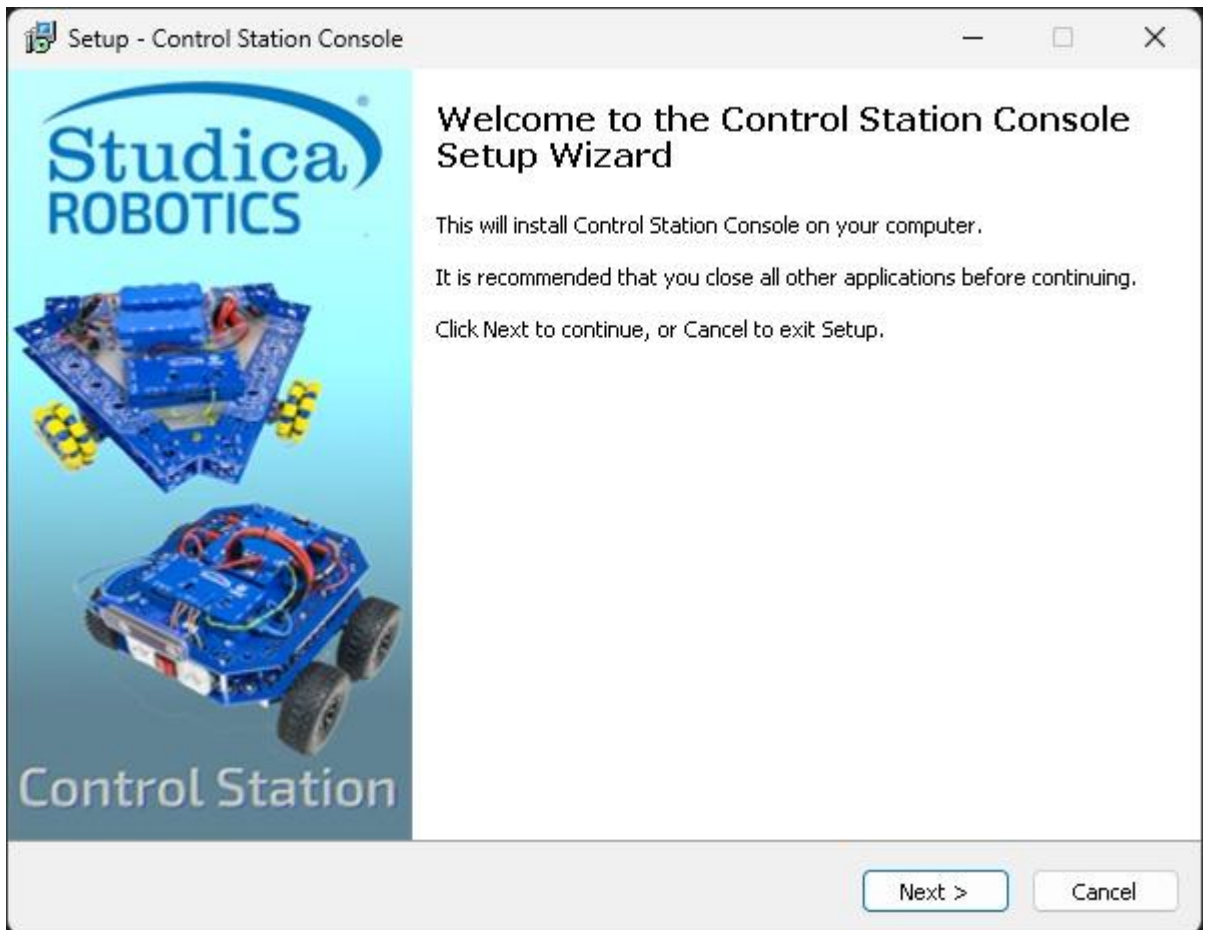 Setup - Control Station Console
Studica
ROBOTICS
Control Station
Welcome to the Control Station Console
Setup Wizard
This will install Control Station Console on your computer.
It is recommended that you close all other applications before continuing.
Click Next to continue, or Cancel to exit Setup.
Next >
Cancel